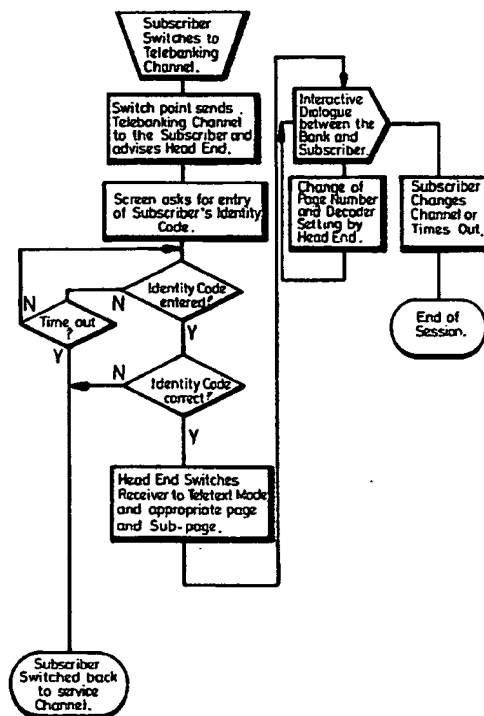 Subscriber
Switches to
Telebanking
Channel.
Switch point sends.
Telebanking Channel
to the Subscriber and
advises Head End.
Screen asks for entry
of Subscriber's Identity
Code.
Identity Code
entered?
N
N
Time out
?
Y
Y
Identity Code
correct?
N
Y
Head End Switches
Receiver to Teletext Mode
and appropriate page
and Sub-page.
Subscriber
Switched back
to service
Channel.
Interactive
Dialogue
between the
Bank and
Subscriber.
Change of
Page Number
and Decoder
Setting by
Head End.
Subscriber
Changes
Channel or
Times Out.
End of
Session.